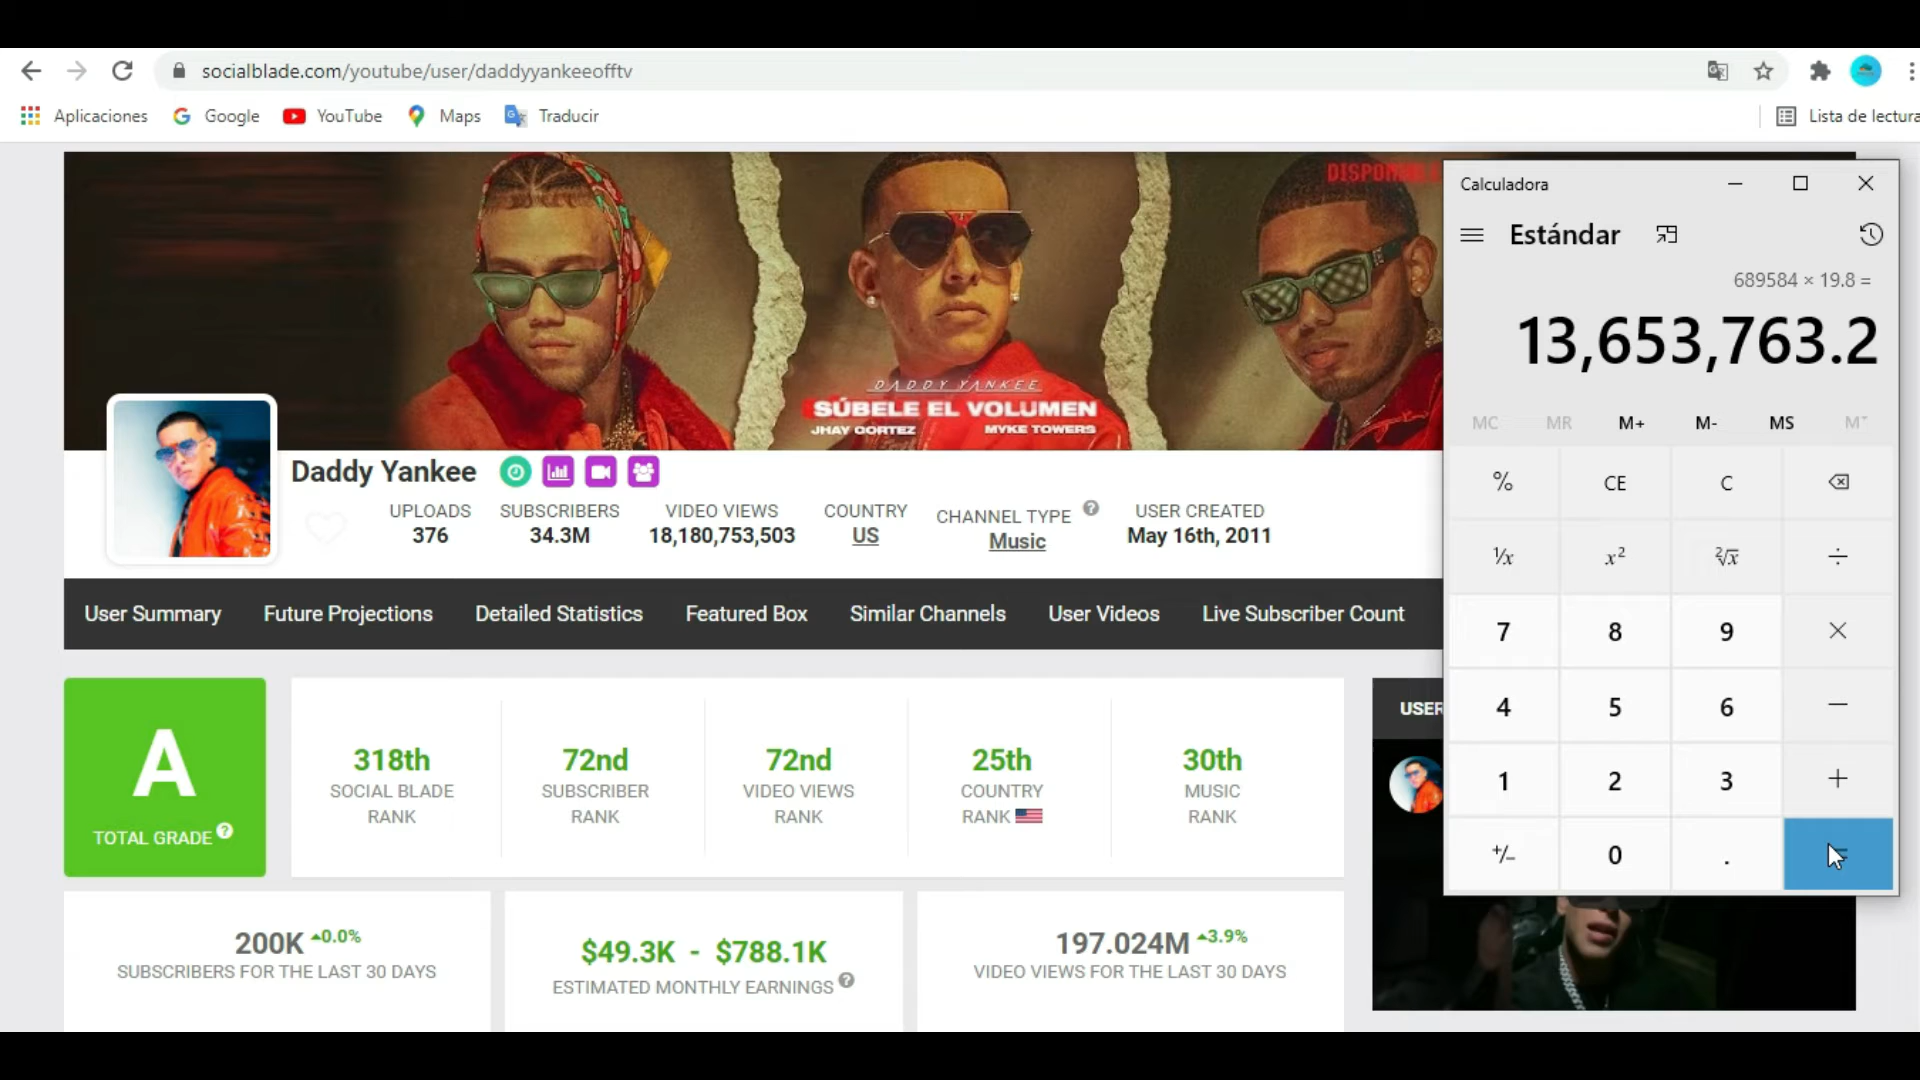 socialblade.com/youtube/user/daddyyankeeofftv
Aplicaciones Google YouTube Maps Traducir Lista de lectura
DADDY YANKEE
SÚBELE EL VOLUMEN
JHAY CORTEZ MYKE TOWERS
Daddy Yankee
UPLOADS SUBSCRIBERS VIDEO VIEWS COUNTRY CHANNEL TYPE ? USER CREATED
376 34.3M 18,180,753,503 US Music May 16th, 2011
User Summary Future Projections Detailed Statistics Featured Box Similar Channels User Videos Live Subscriber Count
A
TOTAL GRADE ?
318th
SOCIAL BLADE
RANK
72nd
SUBSCRIBER
RANK
72nd
VIDEO VIEWS
RANK
25th
COUNTRY
RANK
30th
MUSIC
RANK
USER
200K 0.0%
SUBSCRIBERS FOR THE LAST 30 DAYS
$49.3K - $788.1K
ESTIMATED MONTHLY EARNINGS ?
197.024M 3.9%
VIDEO VIEWS FOR THE LAST 30 DAYS
Calculadora
Estándar
689584 × 19.8 =
13,653,763.2
MC MR M+ M- MS M˅
% CE C
¹/x x² ²√x ÷
7 8 9 ×
4 5 6 −
1 2 3 +
+/− 0 . =